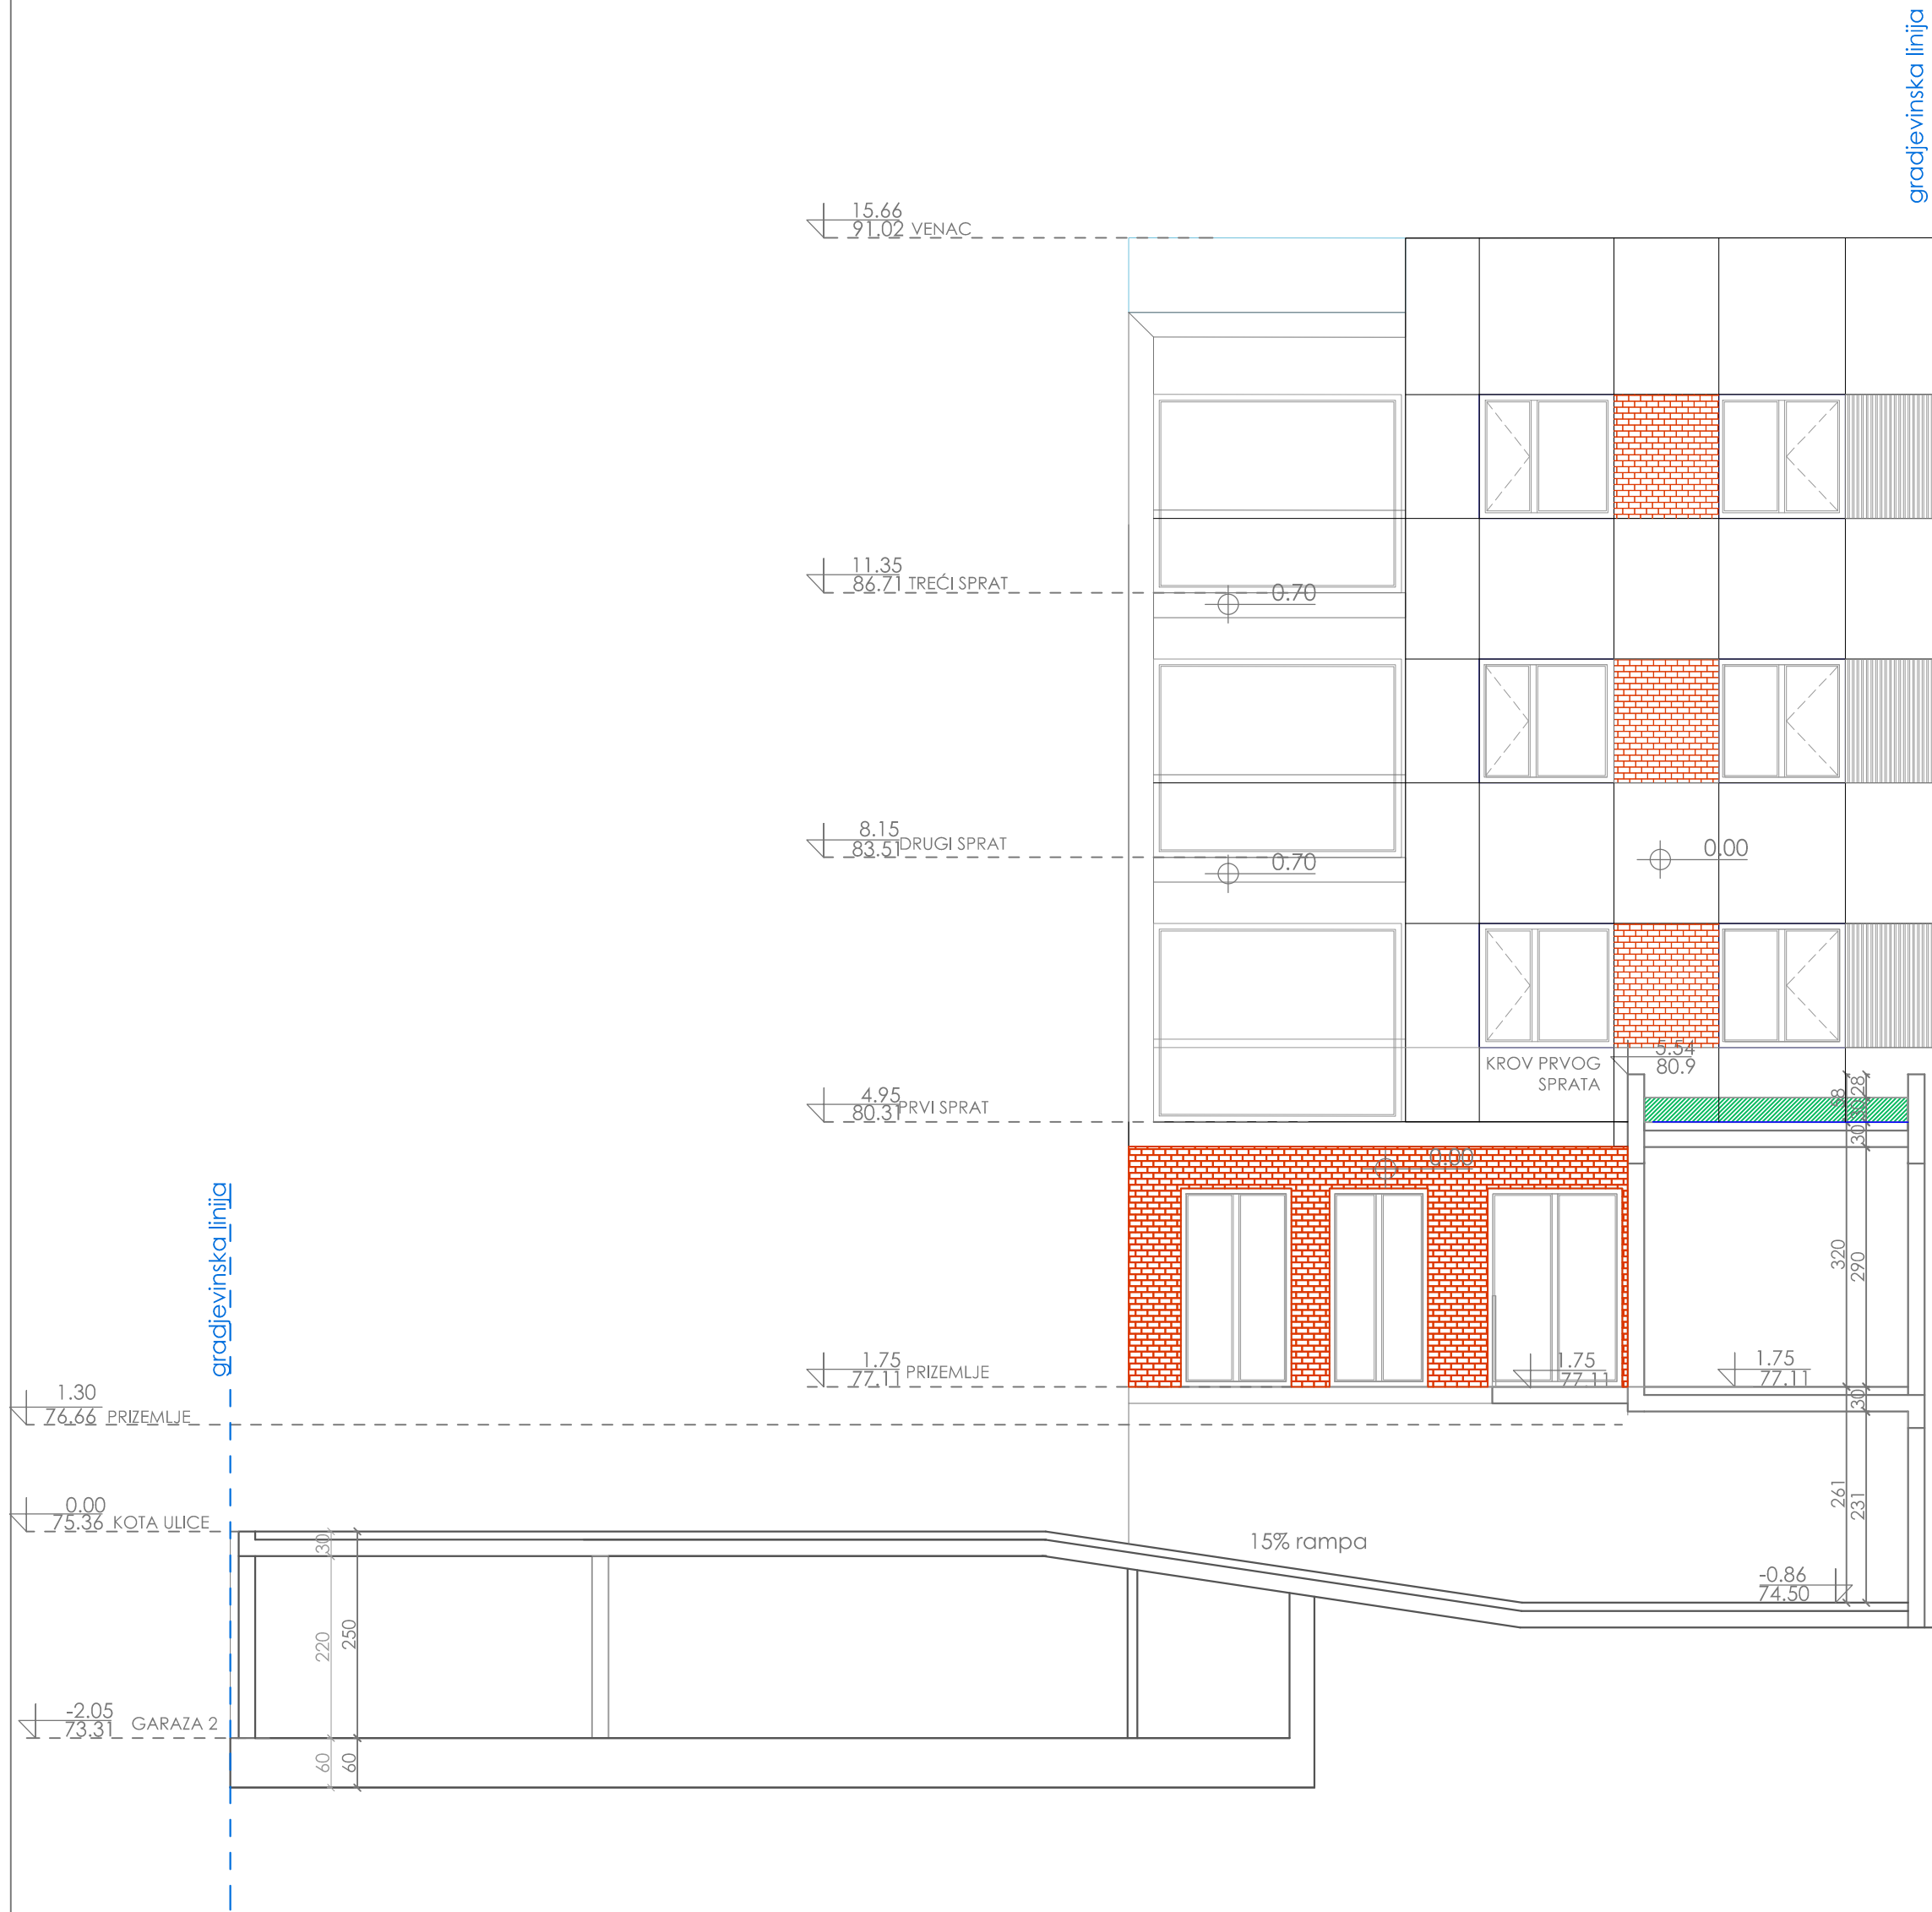 gradjevinska linija
15.66
91.02 VENAC
11.35
86.71 TREĆI SPRAT
0.70
8.15
83.51 DRUGI SPRAT
0.70
0.00
KROV PRVOG
SPRATA
5.54
80.9
4.95
80.31 PRVI SPRAT
58
28
30
30
0.00
gradjevinska linija
320
290
1.75
77.11 PRIZEMLJE
1.75
77.11
1.75
77.11
1.30
76.66 PRIZEMLJE
30
261
231
0.00
75.36 KOTA ULICE
30
15% rampa
-0.86
74.50
220
250
-2.05
73.31 GARAZA 2
60
60